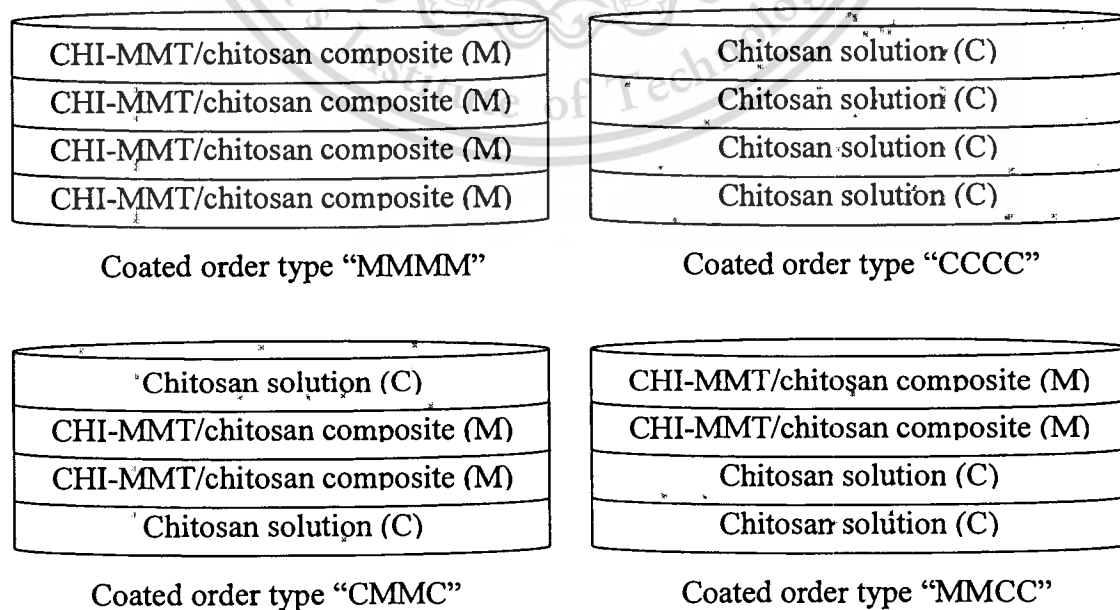 's Institute of Technolo
CHI-MMT/chitosan composite (M)
CHI-MMT/chitosan composite (M)
CHI-MMT/chitosan composite (M)
CHI-MMT/chitosan composite (M)
Coated order type “MMMM”
Chitosan solution (C)
Chitosan solution (C)
Chitosan solution (C)
Chitosan solution (C)
Coated order type “CCCC”
Chitosan solution (C)
CHI-MMT/chitosan composite (M)
CHI-MMT/chitosan composite (M)
Chitosan solution (C)
Coated order type “CMMC”
CHI-MMT/chitosan composite (M)
CHI-MMT/chitosan composite (M)
Chitosan solution (C)
Chitosan solution (C)
Coated order type “MMCC”